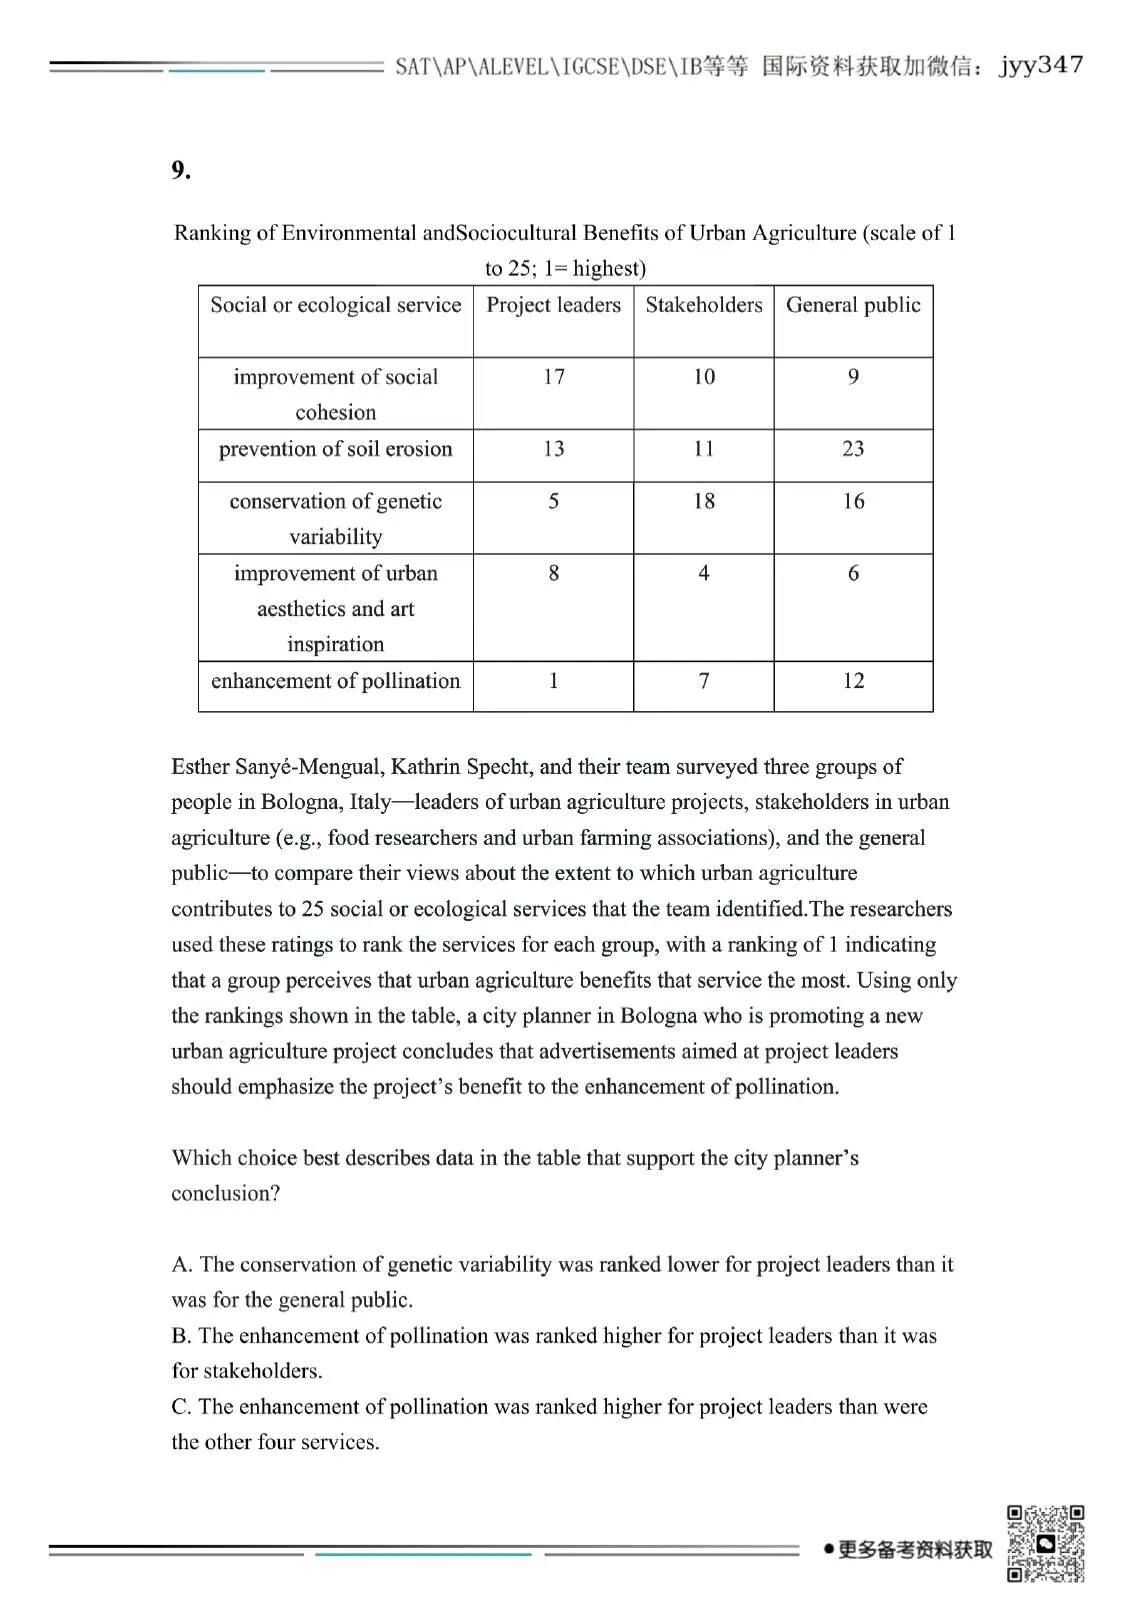 SAT\AP\ALEVEL\IGCSE\DSE\IB等等 国际资料获取加微信：jyy347
9.
Ranking of Environmental andSociocultural Benefits of Urban Agriculture (scale of 1
to 25; 1= highest)
Social or ecological service Project leaders Stakeholders General public
improvement of social
cohesion
17 10 9
prevention of soil erosion 13 11 23
conservation of genetic
variability
5 18 16
improvement of urban
aesthetics and art
inspiration
8 4 6
enhancement of pollination 1 7 12
Esther Sanyé-Mengual, Kathrin Specht, and their team surveyed three groups of
people in Bologna, Italy—leaders of urban agriculture projects, stakeholders in urban
agriculture (e.g., food researchers and urban farming associations), and the general
public—to compare their views about the extent to which urban agriculture
contributes to 25 social or ecological services that the team identified.The researchers
used these ratings to rank the services for each group, with a ranking of 1 indicating
that a group perceives that urban agriculture benefits that service the most. Using only
the rankings shown in the table, a city planner in Bologna who is promoting a new
urban agriculture project concludes that advertisements aimed at project leaders
should emphasize the project’s benefit to the enhancement of pollination.
Which choice best describes data in the table that support the city planner’s
conclusion?
A. The conservation of genetic variability was ranked lower for project leaders than it
was for the general public.
B. The enhancement of pollination was ranked higher for project leaders than it was
for stakeholders.
C. The enhancement of pollination was ranked higher for project leaders than were
the other four services.
●更多备考资料获取